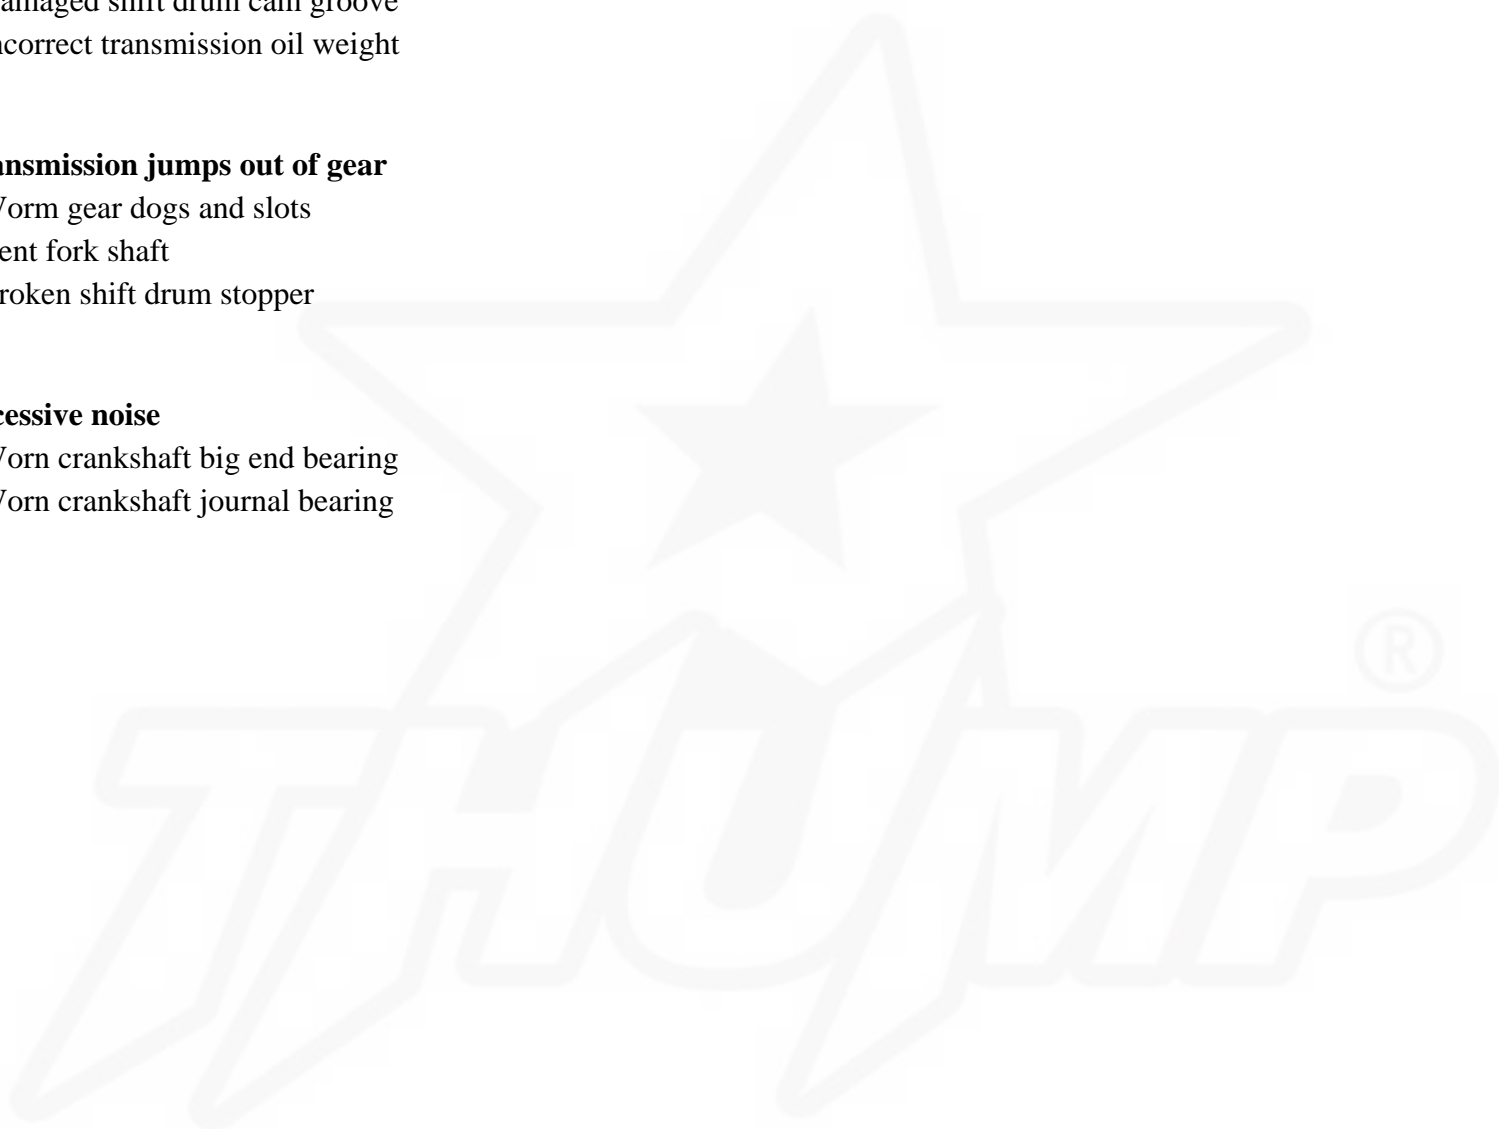 amaged shift drum cam groove
ncorrect transmission oil weight
ansmission jumps out of gear
Vorm gear dogs and slots
ent fork shaft
roken shift drum stopper
cessive noise
Vorn crankshaft big end bearing
Vorn crankshaft journal bearing
®
THUMP